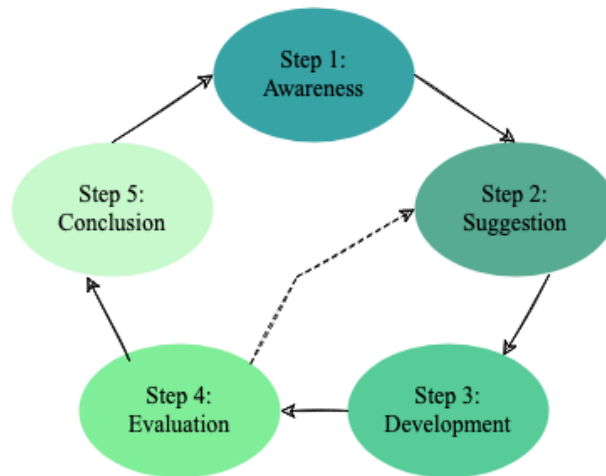 Step 1:
Awareness
Step 2:
Suggestion
Step 3:
Development
Step 4:
Evaluation
Step 5:
Conclusion